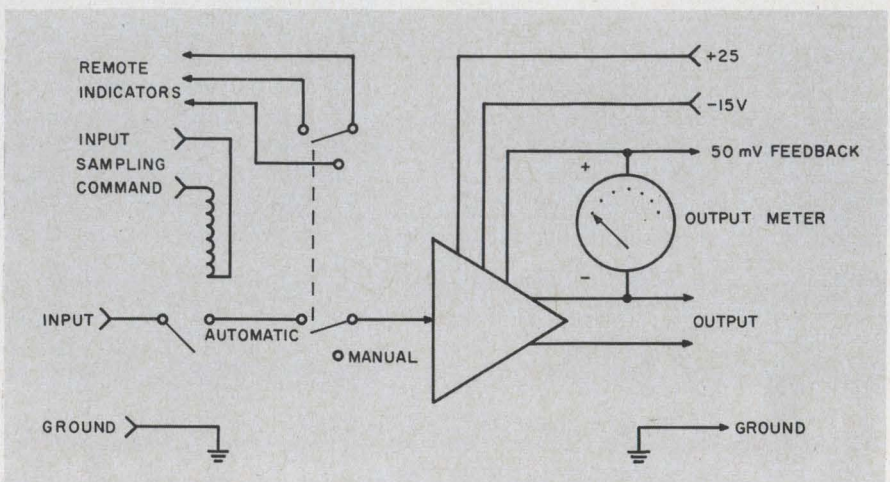 REMOTE
INDICATORS
INPUT
SAMPLING
COMMAND
INPUT
AUTOMATIC
MANUAL
GROUND
+25
-15V
50 mV FEEDBACK
+
OUTPUT METER
-
OUTPUT
GROUND